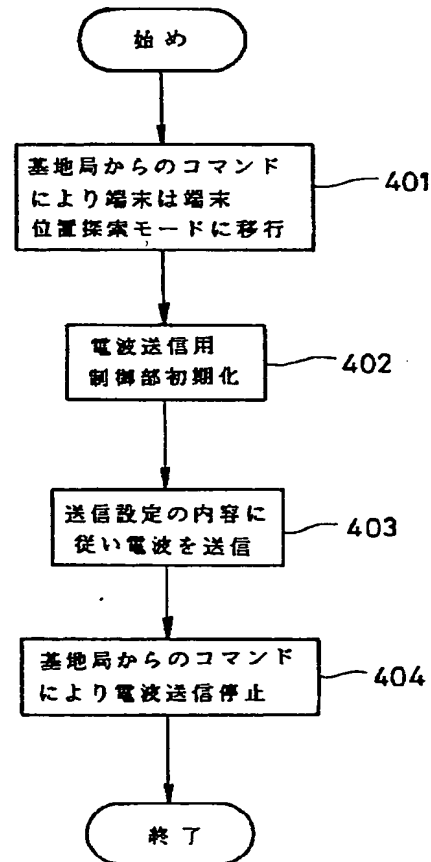 始め
基地局からのコマンド
により端末は端末
位置探索モードに移行
401
電波送信用
制御部初期化
402
送信設定の内容に
従い電波を送信
403
基地局からのコマンド
により電波送信停止
404
終了